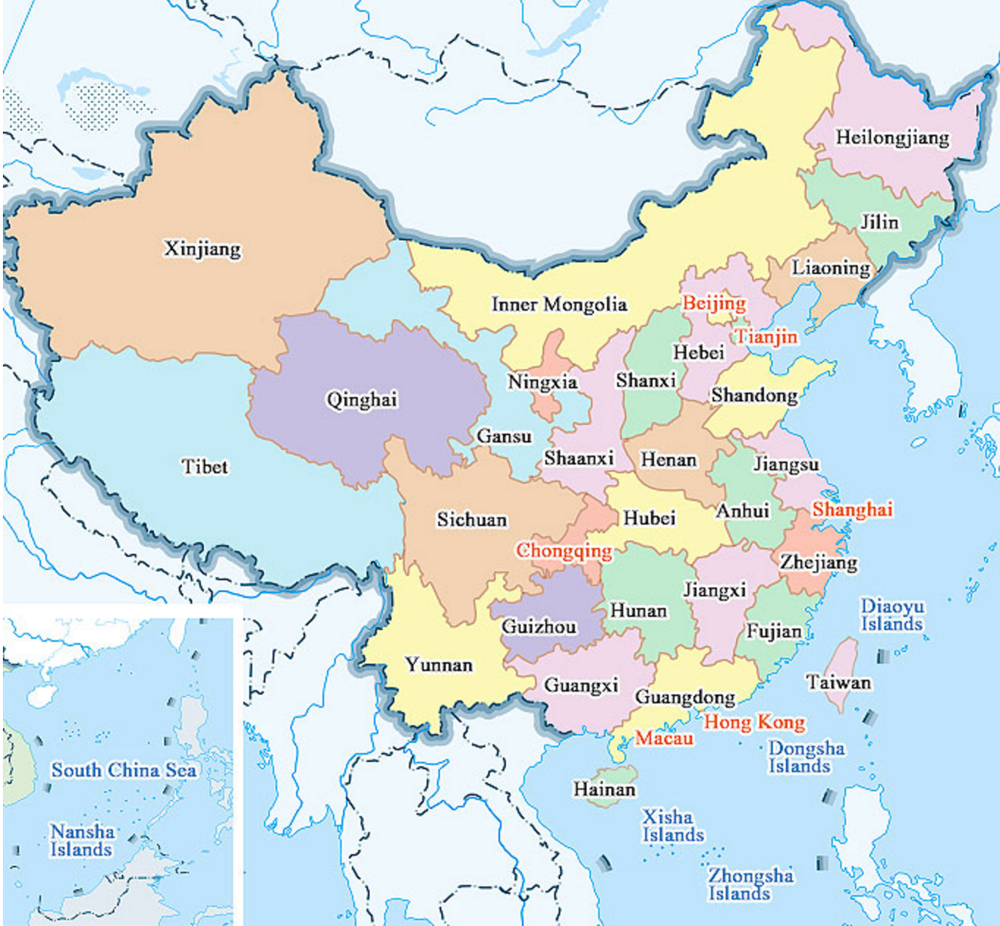 Heilongjiang
Jilin
Xinjiang
Liaoning
Inner Mongolia
Beijing
Tianjin
Hebei
Ningxia
Shanxi
Qinghai
Shandong
Gansu
Tibet
Shaanxi
Henan
Jiangsu
Sichuan
Hubei
Anhui
Shanghai
Chongqing
Zhejiang
Jiangxi
Hunan
Diaoyu
Islands
Guizhou
Fujian
Yunnan
Guangxi
Taiwan
Guangdong
Hong Kong
Macau
Dongsha
Islands
South China Sea
Hainan
Xisha
Islands
Nansha
Islands
Zhongsha
Islands